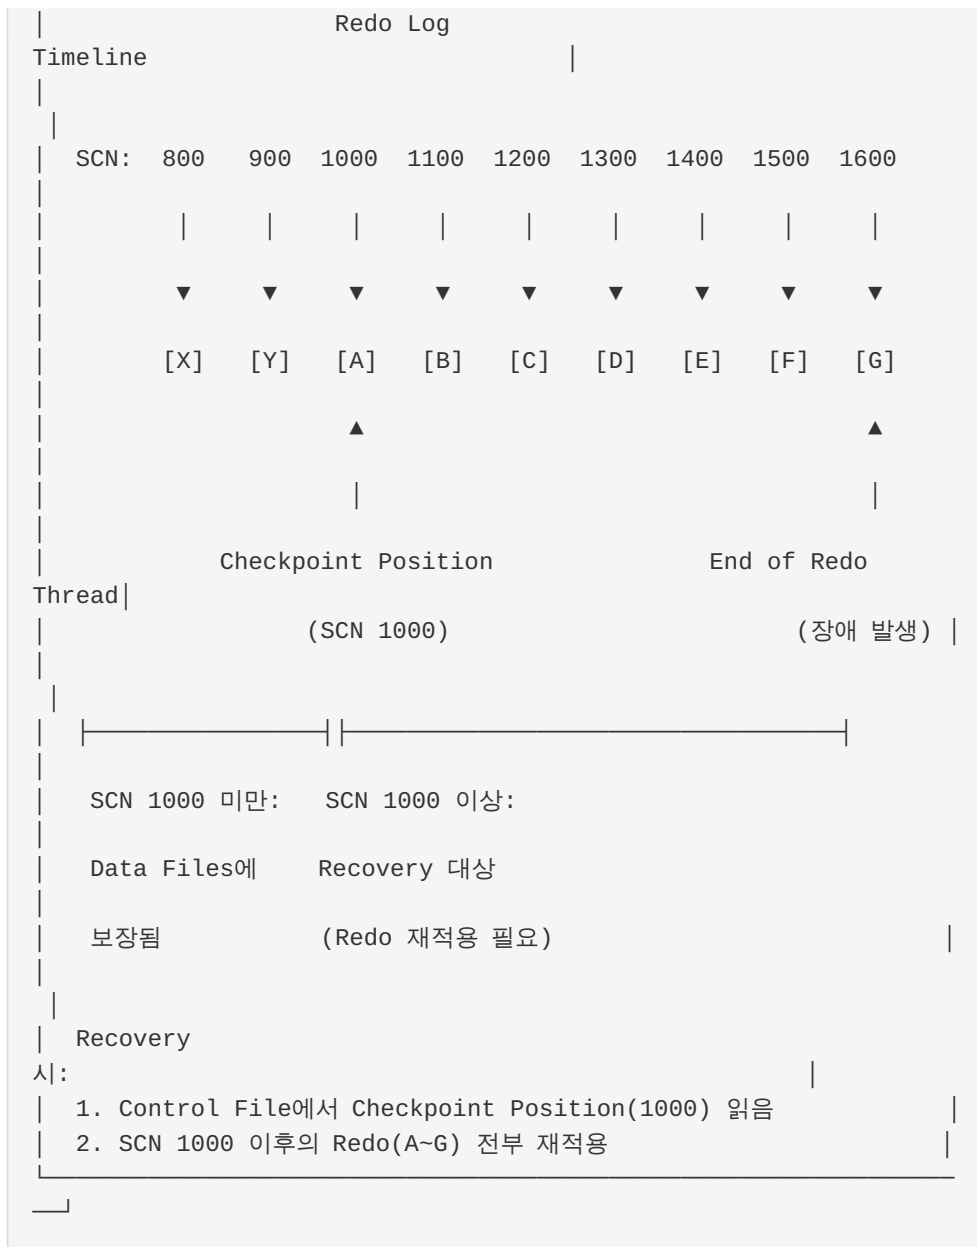 │                    Redo Log
Timeline                              │
│
 │
│  SCN:  800   900  1000  1100  1200  1300  1400  1500  1600
│
│         │     │     │     │     │     │     │     │     │
│
│         ▼     ▼     ▼     ▼     ▼     ▼     ▼     ▼     ▼
│
│        [X]   [Y]   [A]   [B]   [C]   [D]   [E]   [F]   [G]
│
│                     ▲                                   ▲
│
│                     │                                   │
│
│            Checkpoint Position               End of Redo
Thread│
│                  (SCN 1000)                        (장애 발생) │
│
 │
│  ├────────────────┤├──────────────────────────────────┤
│
│   SCN 1000 미만:   SCN 1000 이상:
│
│   Data Files에    Recovery 대상
│
│   보장됨           (Redo 재적용 필요)                           │
│
 │
│  Recovery
시:                                                   │
│  1. Control File에서 Checkpoint Position(1000) 읽음            │
│  2. SCN 1000 이후의 Redo(A~G) 전부 재적용                       │
└───────────────────────────────────────────────────────────────
──┘